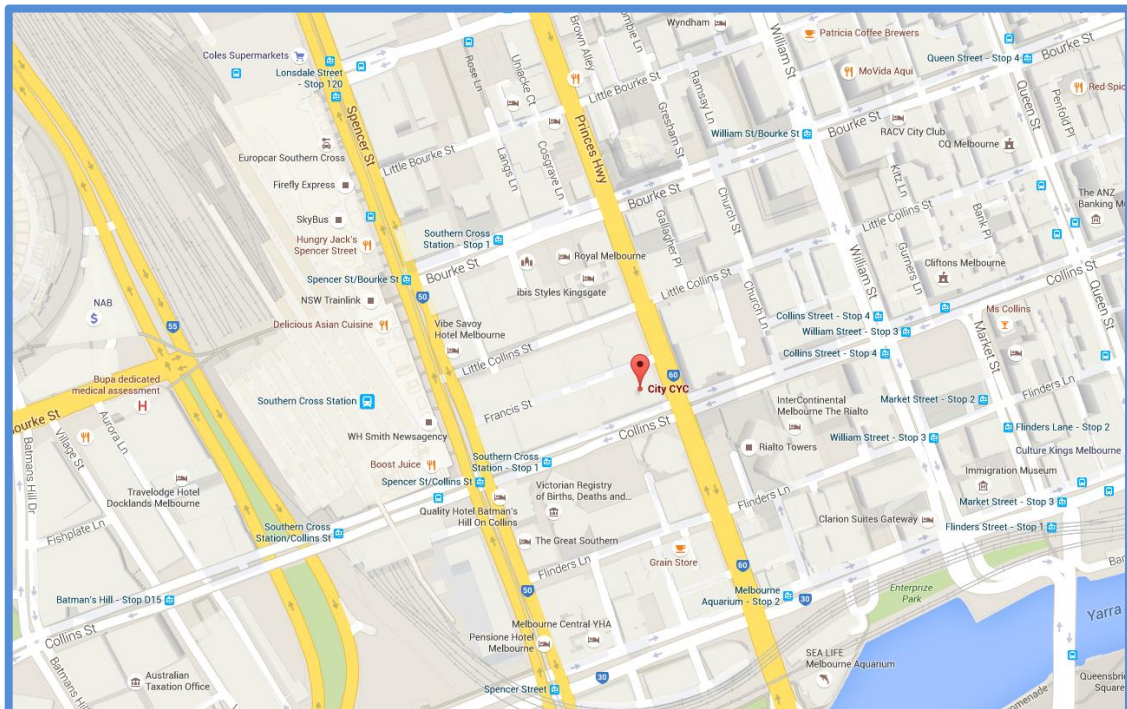 Wyndham
Patricia Coffee Brewers
Coles Supermarkets
Lonsdale Street
- Stop 120
Rose Ln
Uniacke Ct
Brown Alley
William St
MoVida Aqui
Queen Street - Stop 4
Bourke St
Queen St
Red Spic
Penfold Pl
Little Bourke St
Ramsay Ln
Gresham St
William St/Bourke St
Bourke St
RACV City Club
CQ Melbourne
Spencer St
Princes Hwy
Europcar Southern Cross
Little Bourke St
Langs Ln
Cosgrave Ln
Firefly Express
Bourke St
Kitz Ln
The ANZ
Banking M
SkyBus
Church St
Little Collins St
Bank Pl
Hungry Jack's
Spencer Street
Southern Cross
Station - Stop 1
Gallagher Pl
William St
Gurners Ln
Bourke St
Royal Melbourne
Cliftons Melbourne
Collins St
Spencer St/Bourke St
ibis Styles Kingsgate
Little Collins St
NAB
NSW Trainlink
50
Church Ln
Queen St
Ms Collins
55
Delicious Asian Cuisine
Vibe Savoy
Hotel Melbourne
Collins Street - Stop 4
William Street - Stop 3
Market St
Collins Street - Stop 4
Little Collins St
60
City CYC
Flinders Ln
Bupa dedicated
medical assessment
Southern Cross Station
Francis St
InterContinental
Melbourne The Rialto
Market Street - Stop 2
Bourke St
Collins St
Flinders Lane - Stop 2
William Street - Stop 3
Aurora Ln
Village St
Batmans Hill Dr
WH Smith Newsagency
Rialto Towers
Culture Kings Melbourne
Boost Juice
Southern Cross
Station - Stop 1
Immigration Museum
Spencer St/Collins St
Travelodge Hotel
Docklands Melbourne
Victorian Registry
of Births, Deaths and...
Flinders Ln
Market Street - Stop 3
Quality Hotel Batman's
Hill On Collins
Clarion Suites Gateway
Flinders Street - Stop 1
Fishplate Ln
Southern Cross
Station/Collins St
The Great Southern
Grain Store
Flinders Ln
60
50
Enterprize
Park
Melbourne
Aquarium - Stop 2
30
Batman's Hill - Stop D15
Yarra
Collins St
Melbourne Central YHA
Pensione Hotel
Melbourne
SEA LIFE
Melbourne Aquarium
Batmans Hi
Australian
Taxation Office
30
Spencer Street
Queensbri
Square
omenade